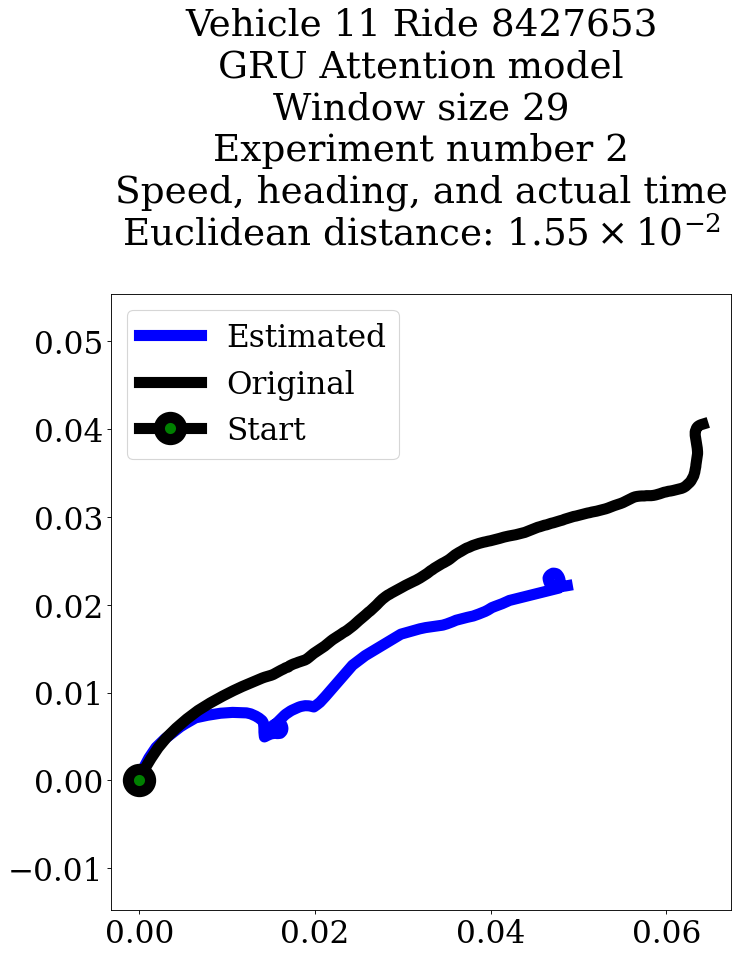 Vehicle 11 Ride 8427653
GRU Attention model
Window size 29
Experiment number 2
Speed, heading, and actual time
Euclidean distance: 1.55 × 10⁻²
Estimated
Original
Start
0.05
0.04
0.03
0.02
0.01
0.00
−0.01
0.00 0.02 0.04 0.06